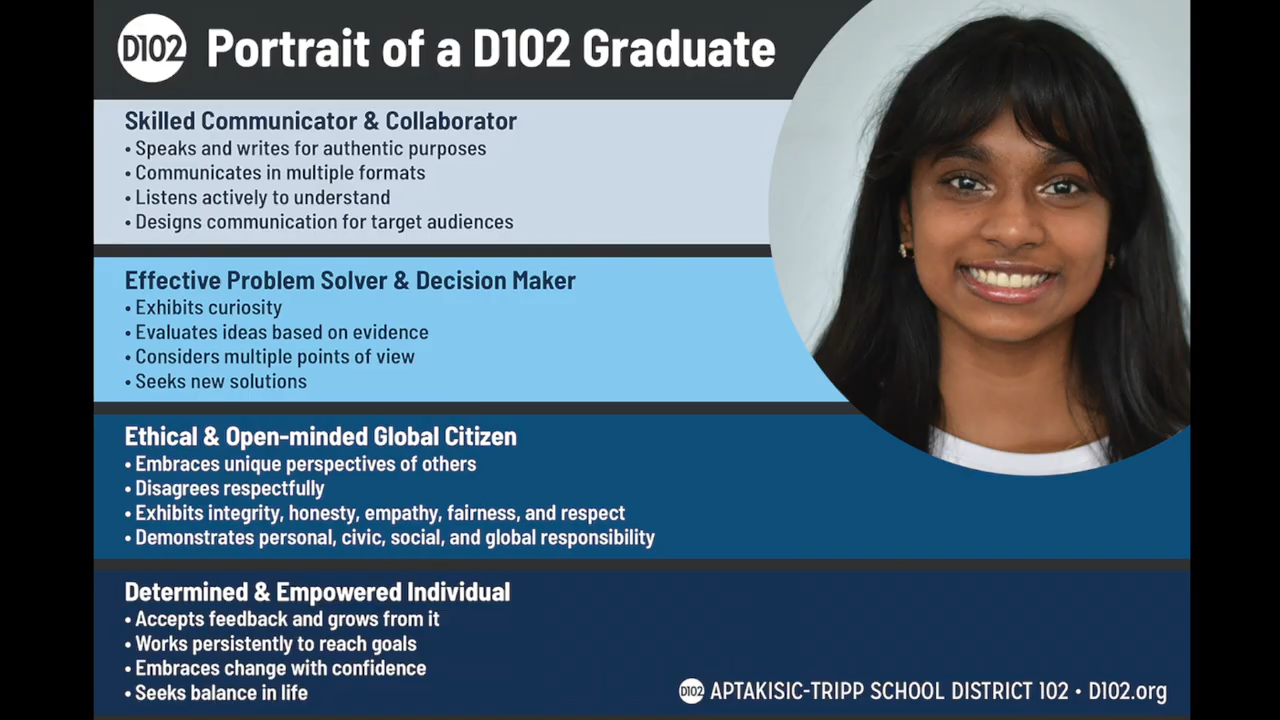 D102 Portrait of a D102 Graduate
Skilled Communicator & Collaborator
• Speaks and writes for authentic purposes
• Communicates in multiple formats
• Listens actively to understand
• Designs communication for target audiences
Effective Problem Solver & Decision Maker
• Exhibits curiosity
• Evaluates ideas based on evidence
• Considers multiple points of view
• Seeks new solutions
Ethical & Open-minded Global Citizen
• Embraces unique perspectives of others
• Disagrees respectfully
• Exhibits integrity, honesty, empathy, fairness, and respect
• Demonstrates personal, civic, social, and global responsibility
Determined & Empowered Individual
• Accepts feedback and grows from it
• Works persistently to reach goals
• Embraces change with confidence
• Seeks balance in life
D102 APTAKISIC-TRIPP SCHOOL DISTRICT 102 • D102.org